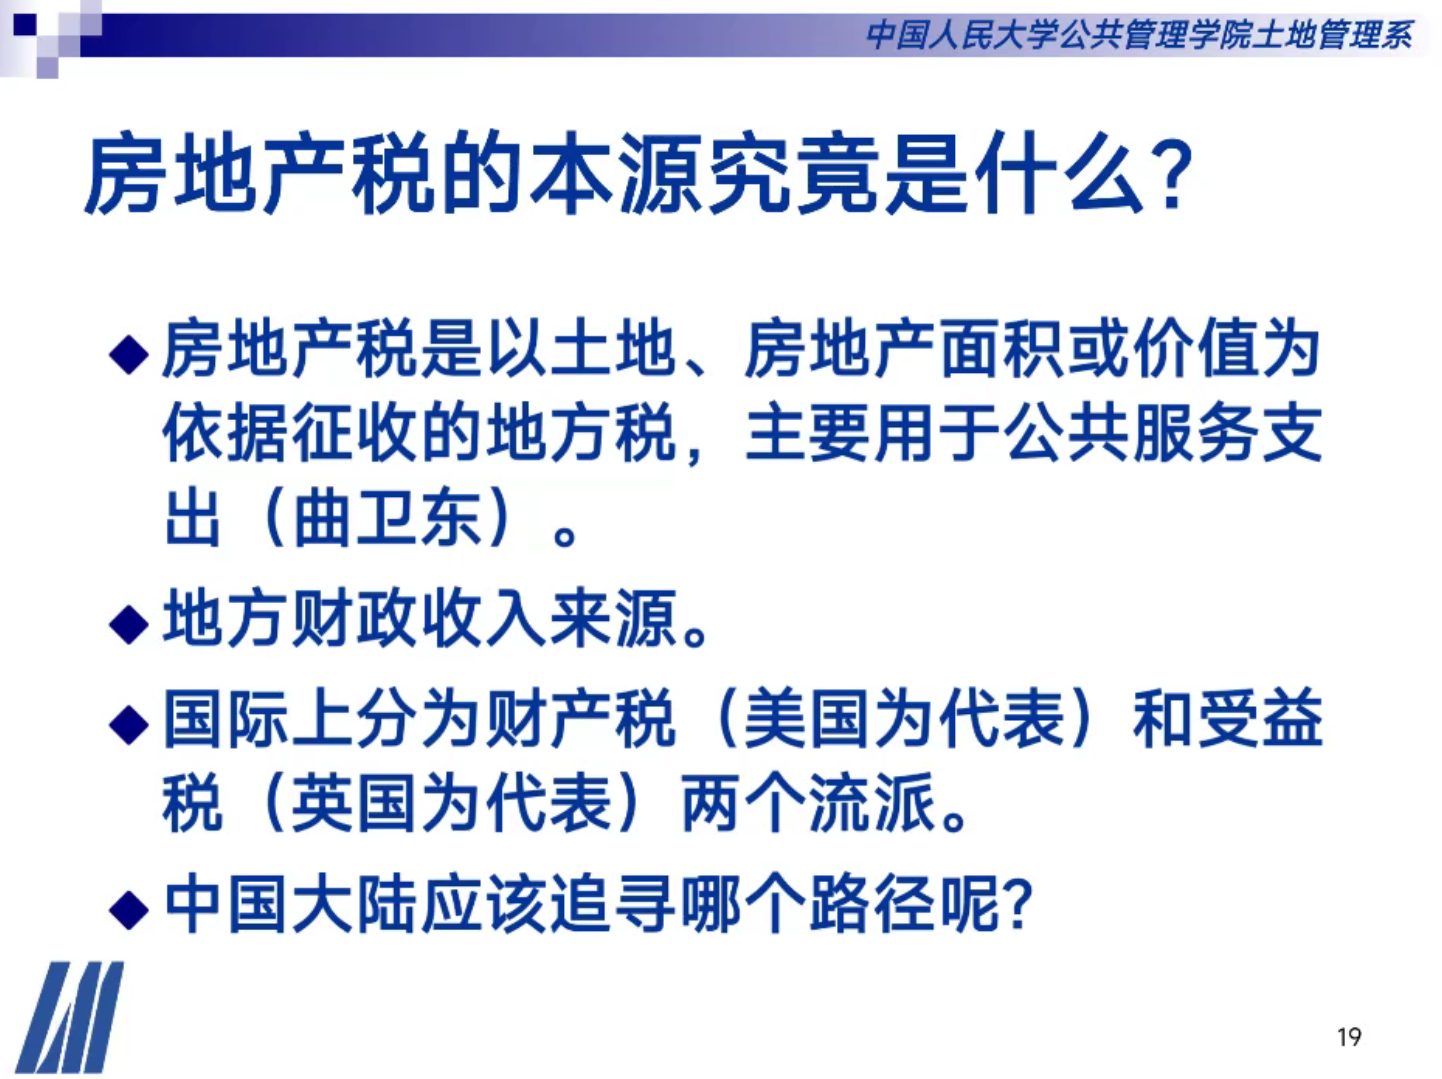 中国人民大学公共管理学院土地管理系
房地产税的本源究竟是什么?
房地产税是以土地、房地产面积或价值为
依据征收的地方税，主要用于公共服务支
出（曲卫东）。
地方财政收入来源。
国际上分为财产税（美国为代表）和受益
税（英国为代表）两个流派。
中国大陆应该追寻哪个路径呢?
19